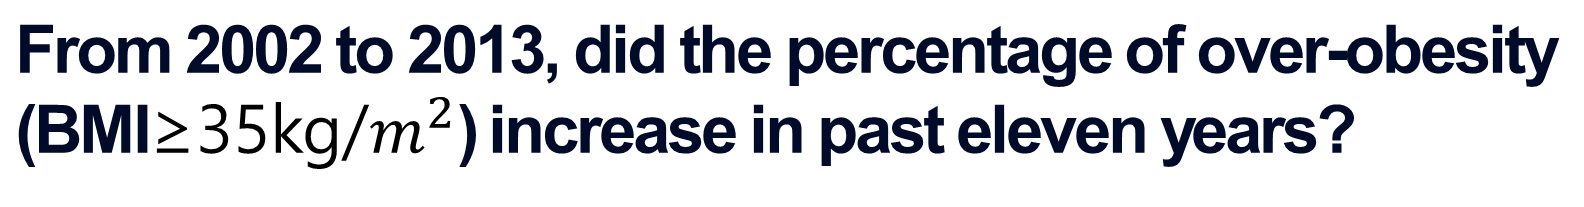 From 2002 to 2013, did the percentage of over-obesity
(BMI≥35kg/m²) increase in past eleven years?